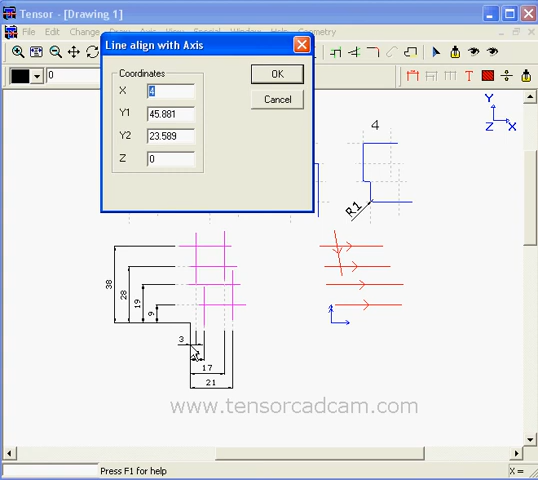 Tensor - [Drawing 1]
File Edit Change Draw
Window Help
Line align with Axis
Coordinates
X 4
Y1 45.881
Y2 23.589
Z 0
OK
Cancel
0
T
Y
Z X
4
R1
38
28
19
9
3
17
21
www.tensorcadcam.com
Press F1 for help
X =